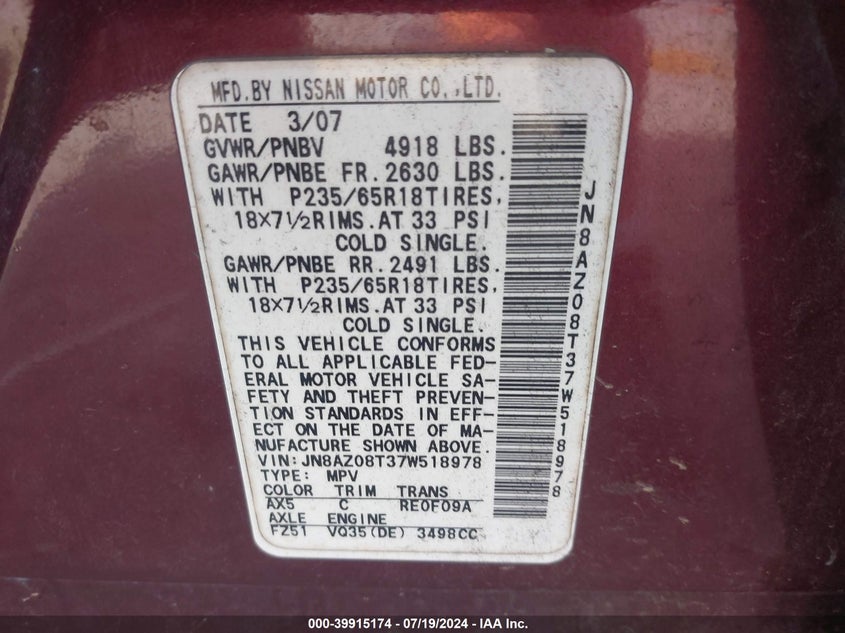 MFD.BY NISSAN MOTOR CO.,LTD.
DATE 3/07
GVWR/PNBV 4918 LBS.
GAWR/PNBE FR.2630 LBS.
WITH P235/65R18TIRES,
18×7½RIMS.AT 33 PSI
COLD SINGLE.
GAWR/PNBE RR.2491 LBS.
WITH P235/65R18TIRES,
18×7½RIMS.AT 33 PSI
COLD SINGLE.
THIS VEHICLE CONFORMS
TO ALL APPLICABLE FED-
ERAL MOTOR VEHICLE SA-
FETY AND THEFT PREVEN-
TION STANDARDS IN EFF-
ECT ON THE DATE OF MA-
NUFACTURE SHOWN ABOVE.
VIN:JN8AZ08T37W518978
TYPE: MPV
COLOR TRIM TRANS
AX5 C RE0F09A
AXLE ENGINE
FZ51 VQ35(DE) 3498CC
JN8AZ08T37W518978
000-39915174 - 07/19/2024 - IAA Inc.